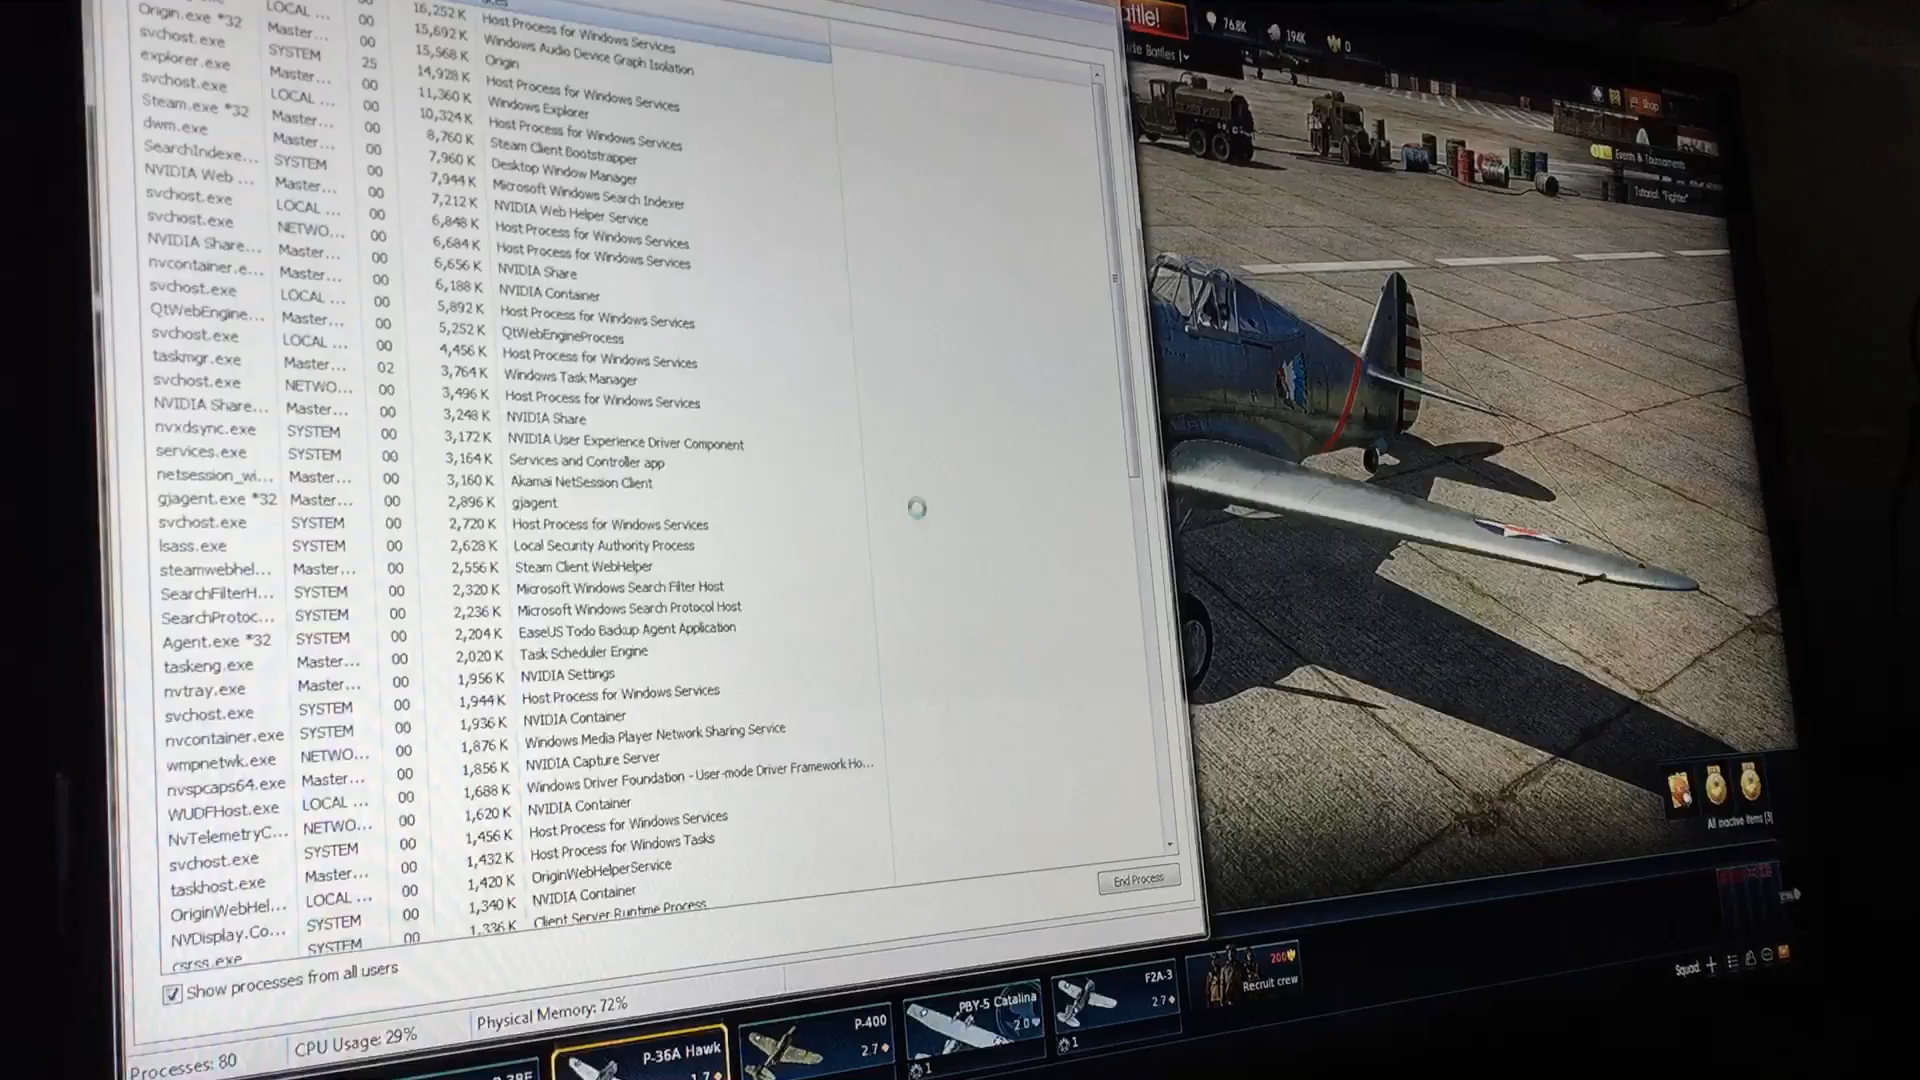 Origin.exe *32 LOCAL ... 00 16,252 K Host Process for Windows Services
svchost.exe Master... 00 15,692 K Windows Audio Device Graph Isolation
explorer.exe SYSTEM 25 15,568 K Origin
svchost.exe Master... 00 14,928 K Host Process for Windows Services
Steam.exe *32 LOCAL ... 00 11,360 K Windows Explorer
dwm.exe Master... 00 10,324 K Host Process for Windows Services
SearchIndexe... Master... 00 8,760 K Steam Client Bootstrapper
NVIDIA Web ... SYSTEM 00 7,960 K Desktop Window Manager
svchost.exe Master... 00 7,944 K Microsoft Windows Search Indexer
svchost.exe LOCAL ... 00 7,212 K NVIDIA Web Helper Service
NVIDIA Share... NETWO... 00 6,848 K Host Process for Windows Services
nvcontainer.e... Master... 00 6,684 K Host Process for Windows Services
svchost.exe Master... 00 6,656 K NVIDIA Share
QtWebEngine... LOCAL ... 00 6,188 K NVIDIA Container
svchost.exe Master... 00 5,892 K Host Process for Windows Services
taskmgr.exe LOCAL ... 00 5,252 K QtWebEngineProcess
svchost.exe Master... 02 4,456 K Host Process for Windows Services
NVIDIA Share... NETWO... 00 3,764 K Windows Task Manager
nvxdsync.exe Master... 00 3,496 K Host Process for Windows Services
services.exe SYSTEM 00 3,248 K NVIDIA Share
netsession_wi... SYSTEM 00 3,172 K NVIDIA User Experience Driver Component
gjagent.exe *32 Master... 00 3,164 K Services and Controller app
svchost.exe Master... 00 3,160 K Akamai NetSession Client
lsass.exe SYSTEM 00 2,896 K gjagent
steamwebhel... SYSTEM 00 2,720 K Host Process for Windows Services
SearchFilterH... Master... 00 2,628 K Local Security Authority Process
SearchProtoc... SYSTEM 00 2,556 K Steam Client WebHelper
Agent.exe *32 SYSTEM 00 2,320 K Microsoft Windows Search Filter Host
taskeng.exe SYSTEM 00 2,236 K Microsoft Windows Search Protocol Host
nvtray.exe Master... 00 2,204 K EaseUS Todo Backup Agent Application
svchost.exe Master... 00 2,020 K Task Scheduler Engine
nvcontainer.exe SYSTEM 00 1,956 K NVIDIA Settings
wmpnetwk.exe SYSTEM 00 1,944 K Host Process for Windows Services
nvspcaps64.exe NETWO... 00 1,936 K NVIDIA Container
WUDFHost.exe Master... 00 1,876 K Windows Media Player Network Sharing Service
NvTelemetryC... LOCAL ... 00 1,856 K NVIDIA Capture Server
svchost.exe NETWO... 00 1,688 K Windows Driver Foundation - User-mode Driver Framework Ho...
taskhost.exe SYSTEM 00 1,620 K NVIDIA Container
OriginWebHel... Master... 00 1,456 K Host Process for Windows Services
NVDisplay.Co... LOCAL ... 00 1,432 K Host Process for Windows Tasks
csrss.exe SYSTEM 00 1,420 K OriginWebHelperService
SYSTEM 00 1,340 K NVIDIA Container
1,336 K Client Server Runtime Process
End Process
Show processes from all users
Processes: 80 CPU Usage: 29% Physical Memory: 72%
attle! 76.8K 194K 0
Battles
Shop
Events & Tournaments
Tutorial: "Fighter"
All inactive items [3]
Squad
P-36A Hawk
1.7
P-400
2.7
PBY-5 Catalina
2.0
1
F2A-3
2.7
1
200
Recruit crew